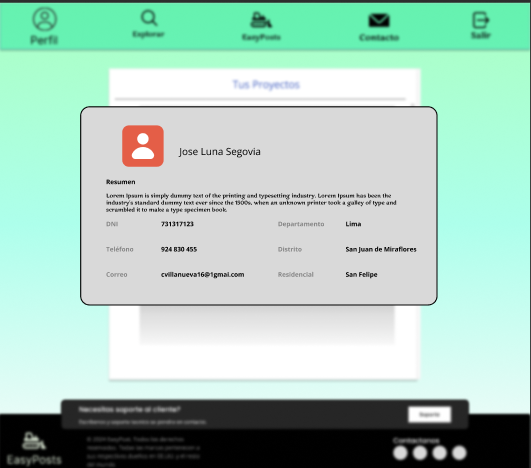 Perfil
Explorar
EasyPosts
Contacto
Salir
Tus Proyectos
Jose Luna Segovia
Resumen
Lorem Ipsum is simply dummy text of the printing and typesetting industry. Lorem Ipsum has been the
industry's standard dummy text ever since the 1500s, when an unknown printer took a galley of type and
scrambled it to make a type specimen book.
DNI 731317123 Departamento Lima
Teléfono 924 830 455 Distrito San Juan de Miraflores
Correo cvillanueva16@1gmai.com Residencial San Felipe
Necesitas soporte al cliente?
Soporte
EasyPosts
Contactanos